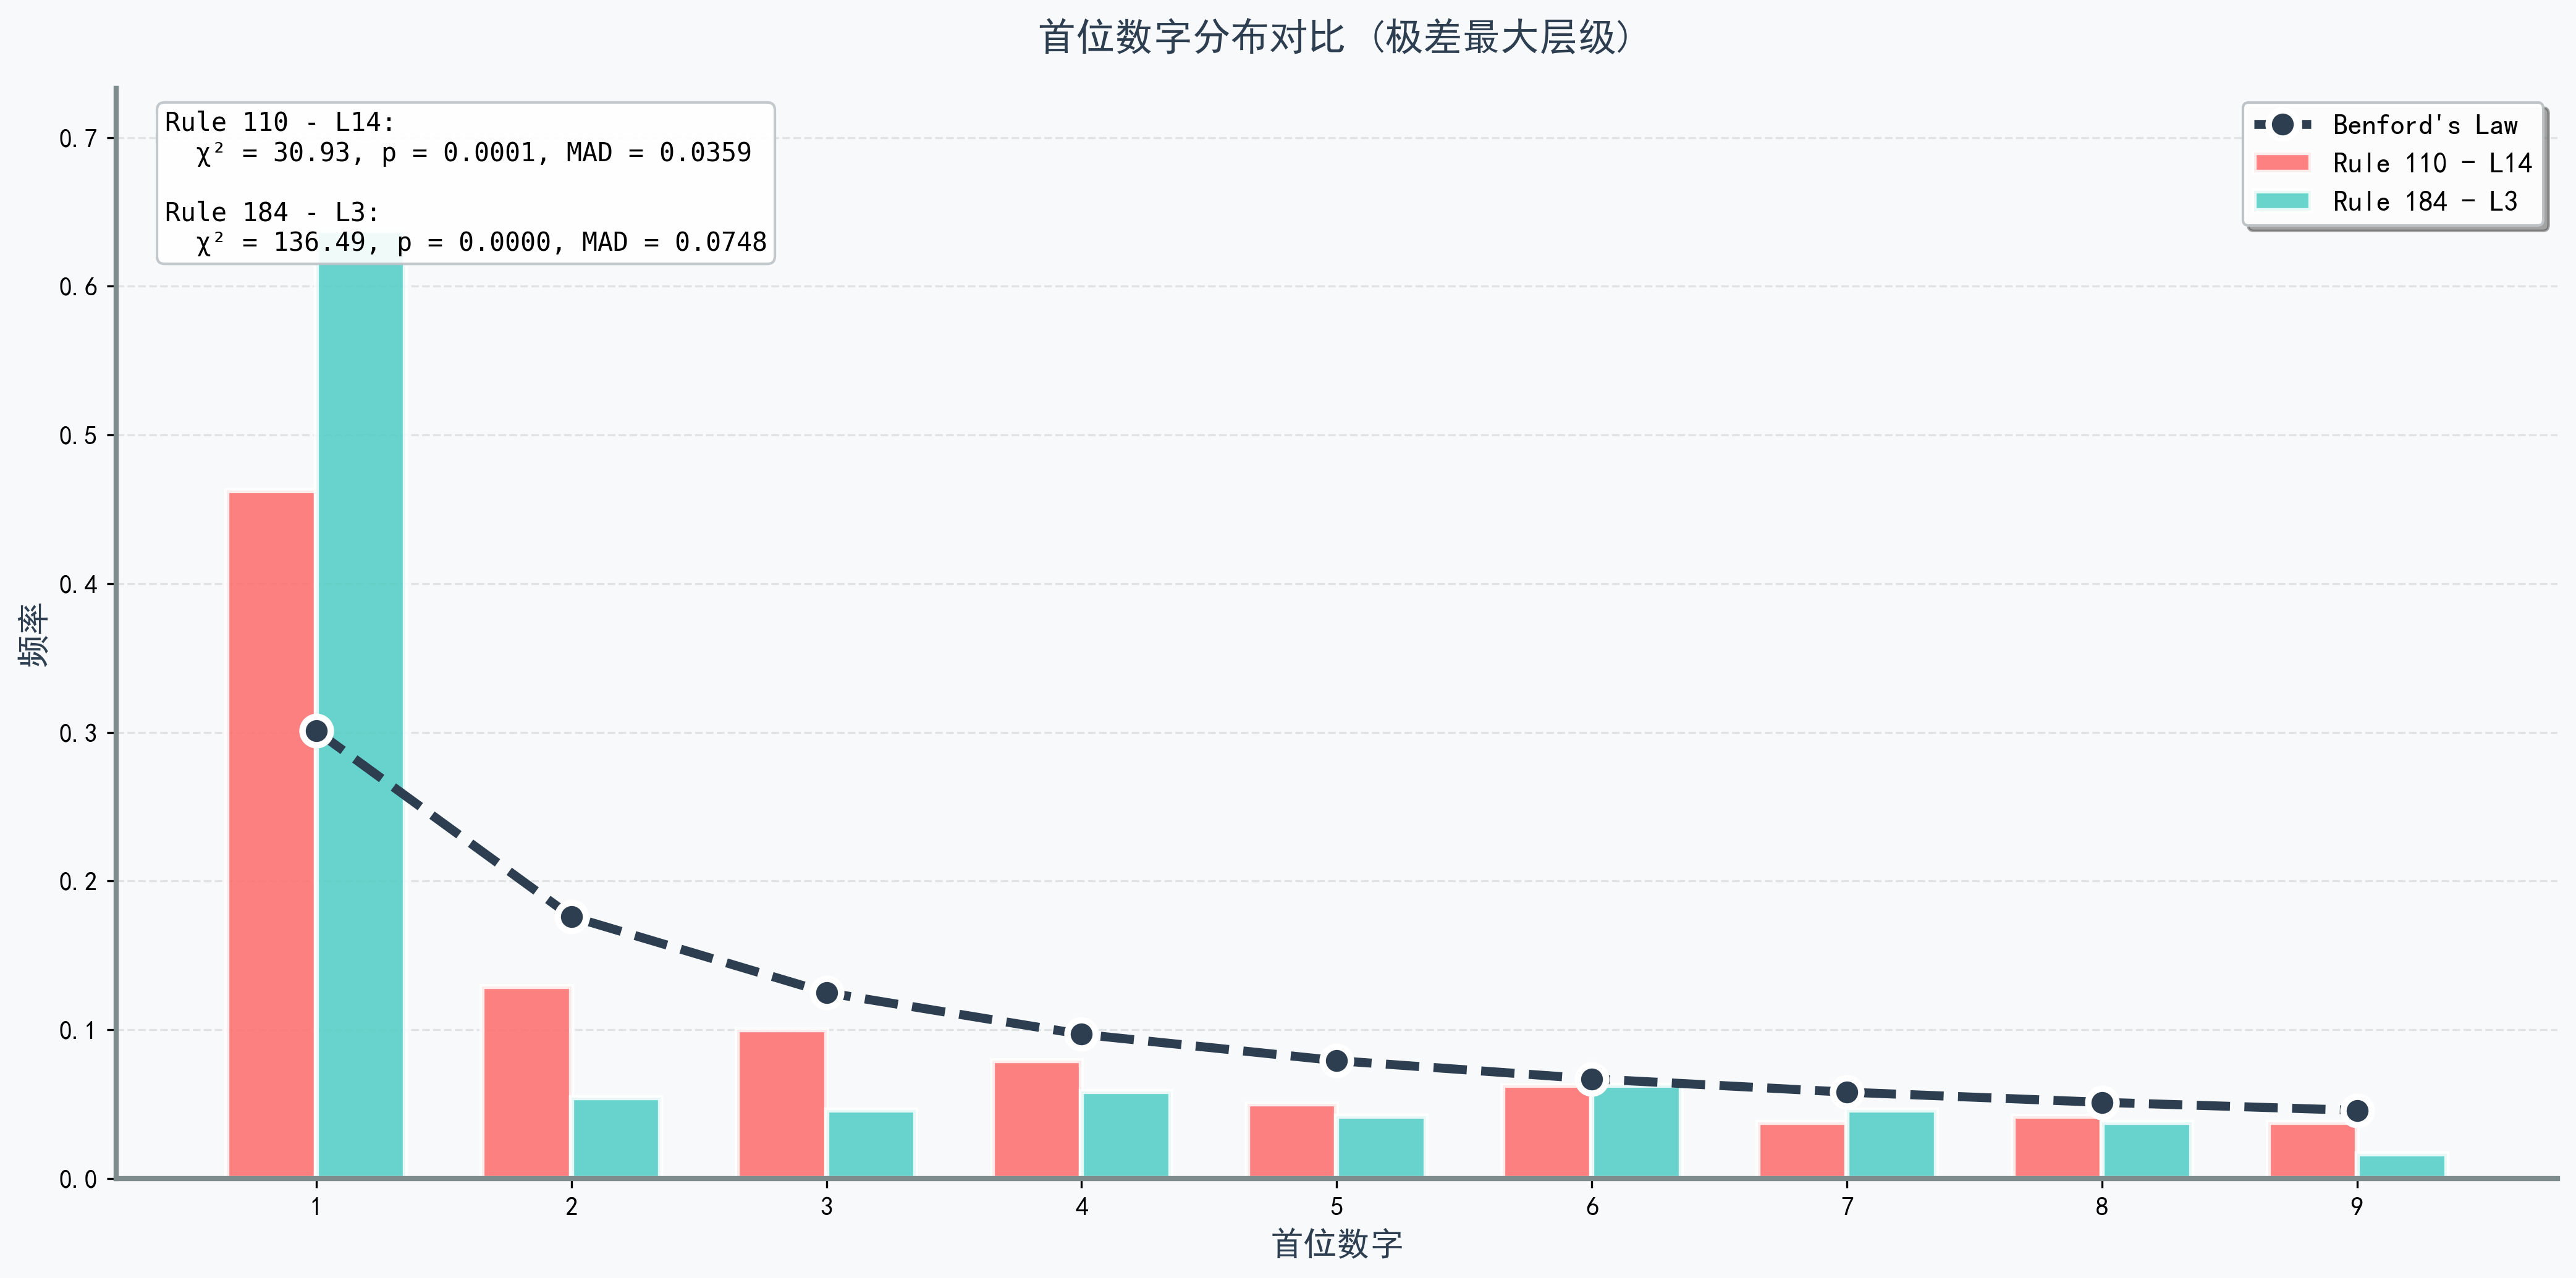 首位数字分布对比 (极差最大层级)
Rule 110 - L14:
χ² = 30.93, p = 0.0001, MAD = 0.0359
Rule 184 - L3:
χ² = 136.49, p = 0.0000, MAD = 0.0748
Benford's Law
Rule 110 - L14
Rule 184 - L3
频率
0.7
0.6
0.5
0.4
0.3
0.2
0.1
0.0
1 2 3 4 5 6 7 8 9
首位数字